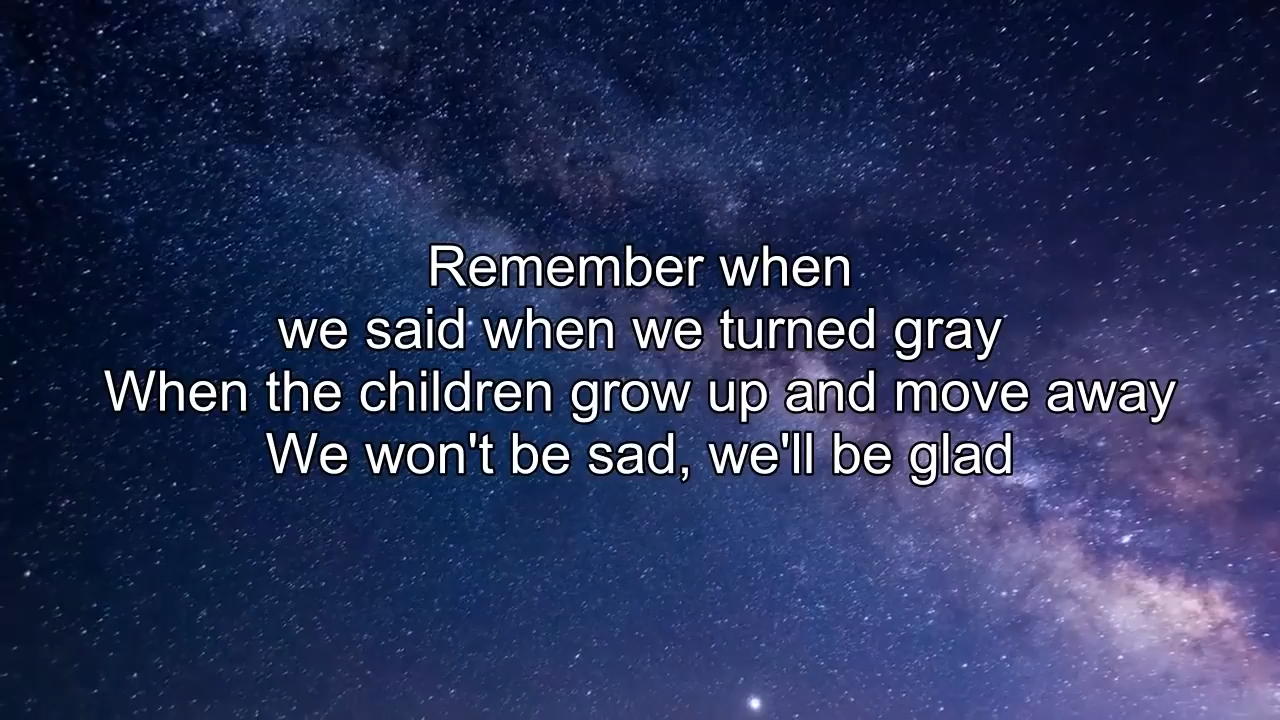 Remember when
we said when we turned gray
When the children grow up and move away
We won't be sad, we'll be glad